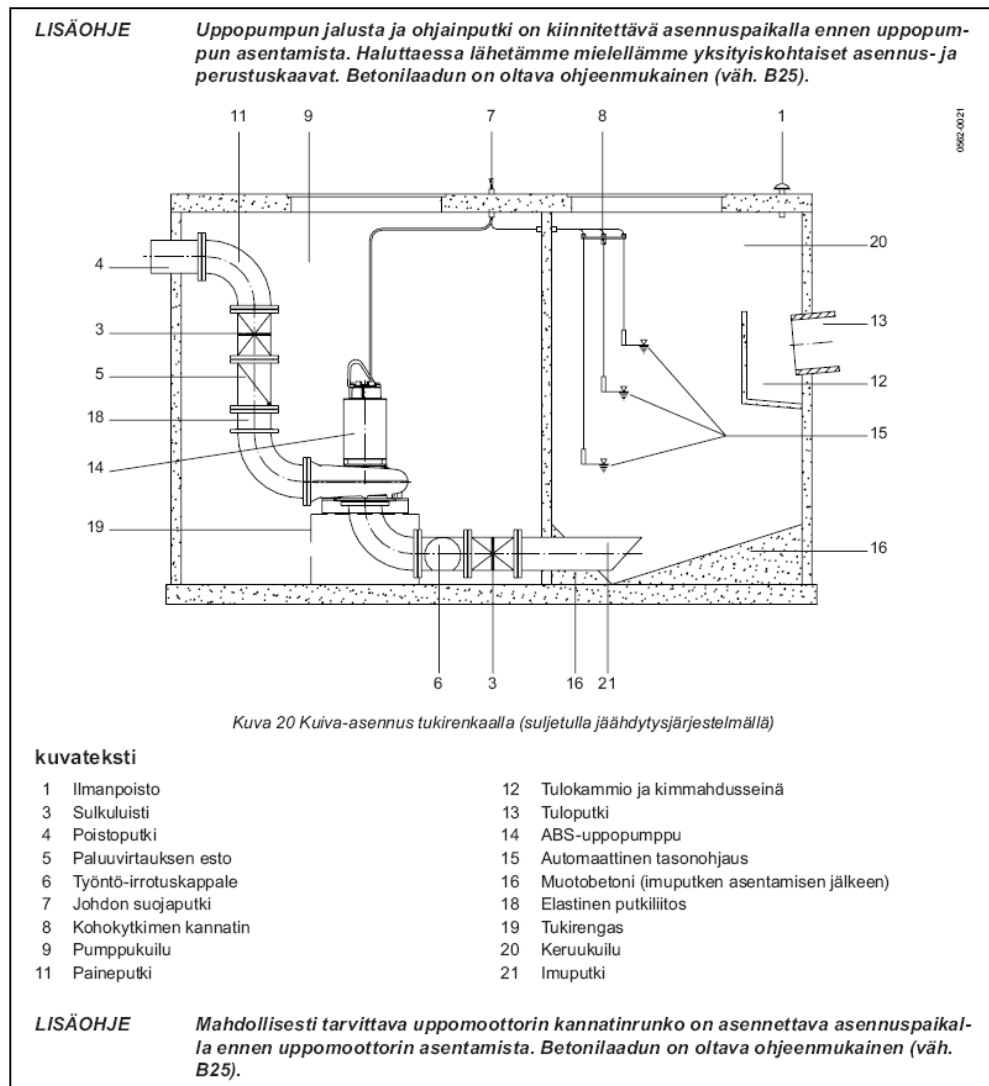 LISÄOHJE Uppopumpun jalusta ja ohjainputki on kiinnitettävä asennuspaikalla ennen uppopum-
pun asentamista. Haluttaessa lähetämme mielellämme yksityiskohtaiset asennus- ja
perustuskaavat. Betonilaadun on oltava ohjeenmukainen (väh. B25).
11 9 7 8 1
0562-0021
4
3
5
18
14
19
20
13
12
15
16
6 3 16 21
Kuva 20 Kuiva-asennus tukirenkaalla (suljetulla jäähdytysjärjestelmällä)
kuvateksti
1 Ilmanpoisto
3 Sulkuluisti
4 Poistoputki
5 Paluuvirtauksen esto
6 Työntö-irrotuskappale
7 Johdon suojaputki
8 Kohokytkimen kannatin
9 Pumppukuilu
11 Paineputki
12 Tulokammio ja kimmahdusseinä
13 Tuloputki
14 ABS-uppopumppu
15 Automaattinen tasonohjaus
16 Muotobetoni (imuputken asentamisen jälkeen)
18 Elastinen putkiliitos
19 Tukirengas
20 Keruukuilu
21 Imuputki
LISÄOHJE Mahdollisesti tarvittava uppomoottorin kannatinrunko on asennettava asennuspaikal-
la ennen uppomoottorin asentamista. Betonilaadun on oltava ohjeenmukainen (väh.
B25).